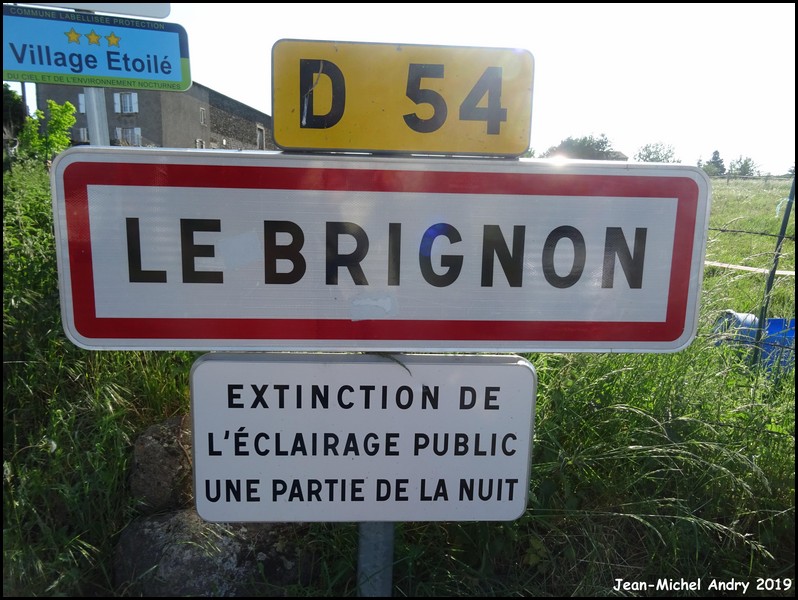 COMMUNE LABELLISÉE PROTECTION
Village Etoilé
DU CIEL ET DE L'ENVIRONNEMENT NOCTURNES
D 54
LE BRIGNON
EXTINCTION DE
L'ÉCLAIRAGE PUBLIC
UNE PARTIE DE LA NUIT
Jean-Michel Andry 2019